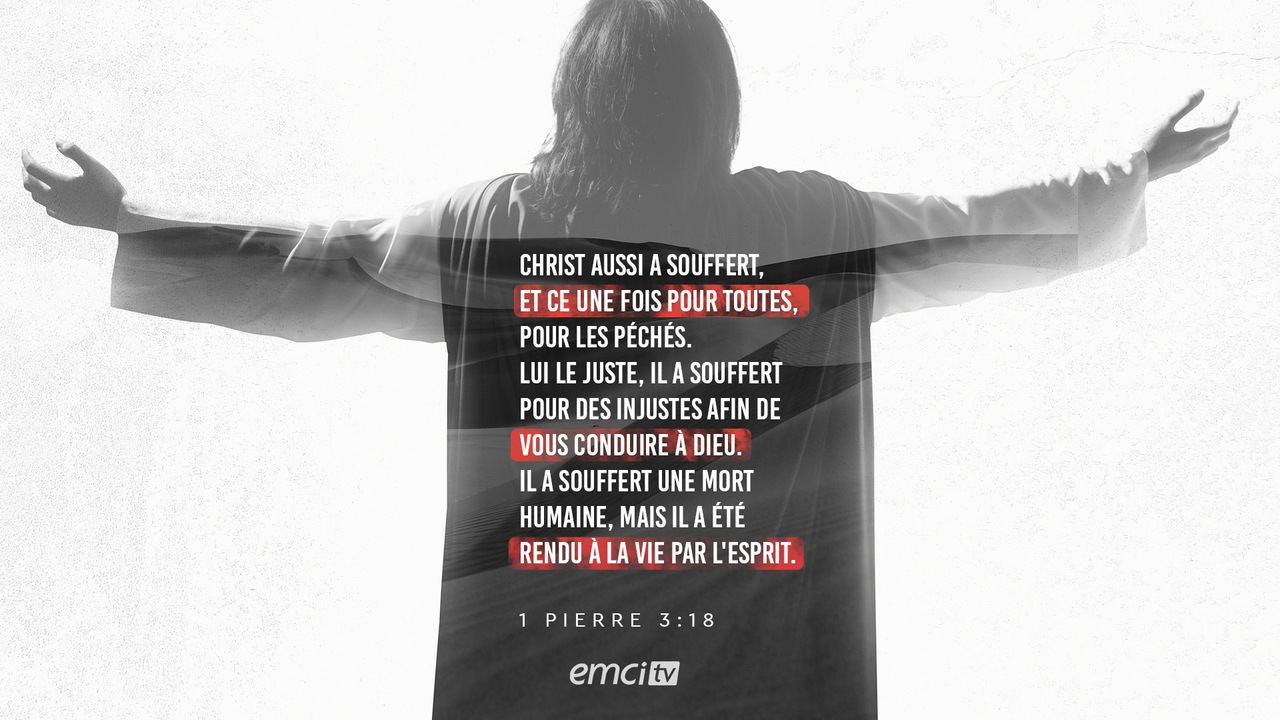 CHRIST AUSSI A SOUFFERT,
ET CE UNE FOIS POUR TOUTES,
POUR LES PÉCHÉS.
LUI LE JUSTE, IL A SOUFFERT
POUR DES INJUSTES AFIN DE
VOUS CONDUIRE À DIEU.
IL A SOUFFERT UNE MORT
HUMAINE, MAIS IL A ÉTÉ
RENDU À LA VIE PAR L'ESPRIT.
1 PIERRE 3:18
emci tv